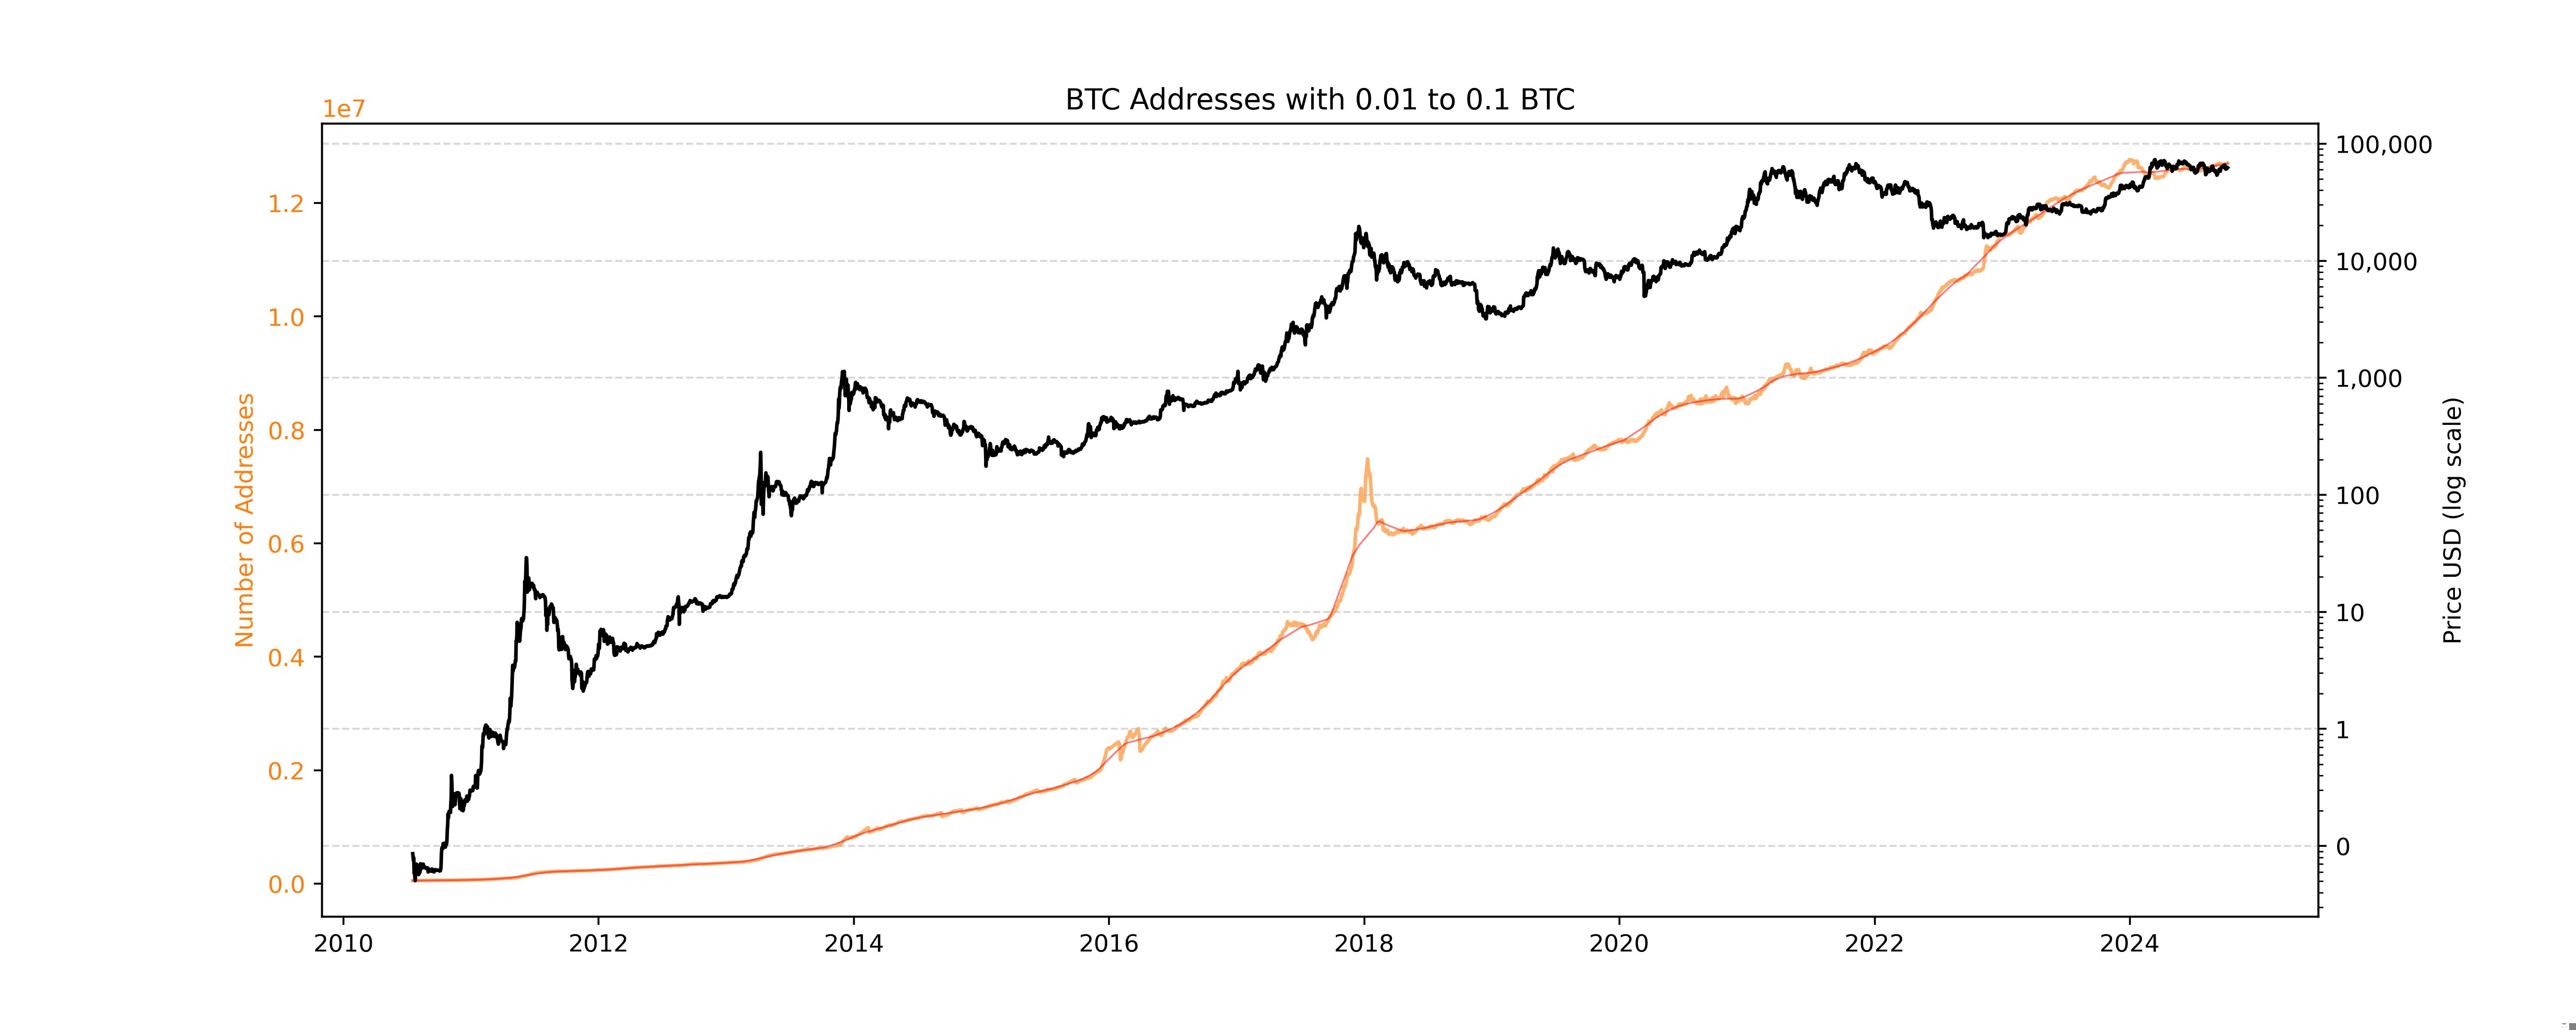 BTC Addresses with 0.01 to 0.1 BTC
1e7
1.2
1.0
0.8
0.6
0.4
0.2
0.0
Number of Addresses
100,000
10,000
1,000
100
10
1
0
Price USD (log scale)
2010 2012 2014 2016 2018 2020 2022 2024